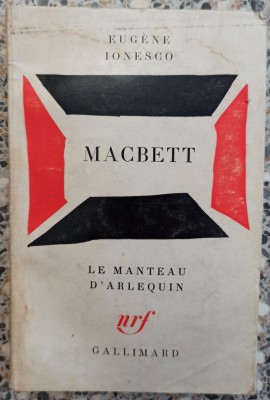 EUGÈNE
IONESCO
MACBETT
LE MANTEAU
D'ARLEQUIN
nrf
GALLIMARD